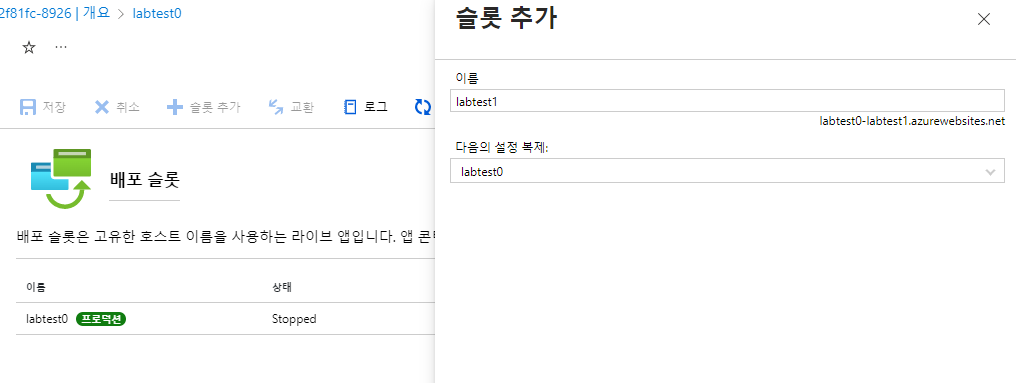 2f81fc-8926 | 개요 > labtest0
저장 취소 슬롯 추가 교환 로그
배포 슬롯
배포 슬롯은 고유한 호스트 이름을 사용하는 라이브 앱입니다. 앱
이름 상태
labtest0 프로덕션 Stopped
슬롯 추가
이름
labtest1
labtest0-labtest1.azurewebsites.net
다음의 설정 복제:
labtest0